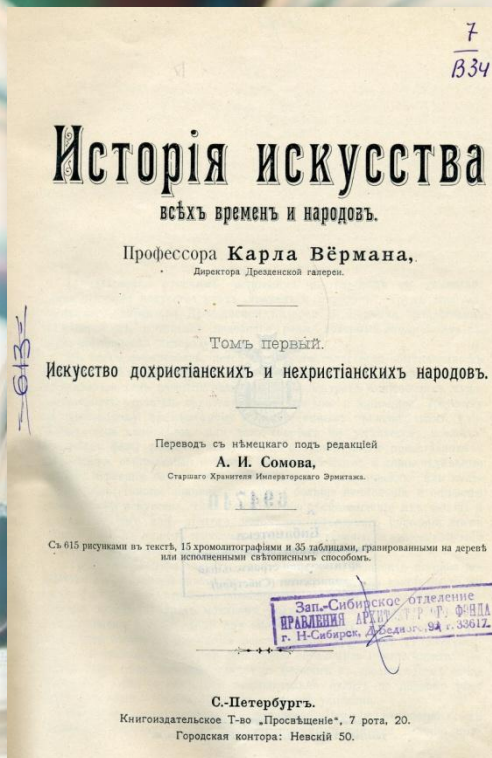 7
В34
Исторія искусства
всѣхъ временъ и народовъ.
Профессора Карла Вёрмана,
Директора Дрезденской галереи.
Томъ первый.
Искусство дохристіанскихъ и нехристіанскихъ народовъ.
-613-
Переводъ съ нѣмецкаго подъ редакціей
А. И. Сомова,
Старшаго Хранителя Императорскаго Эрмитажа.
Съ 615 рисунками въ текстѣ, 15 хромолитографіями и 35 таблицами, гравированными на деревѣ
или исполненными свѣтописнымъ способомъ.
Зап.-Сибирское отделение
г. Н-Сибирск,
С.-Петербургъ.
Книгоиздательское Т-во „Просвѣщеніе“, 7 рота, 20.
Городская контора: Невскій 50.